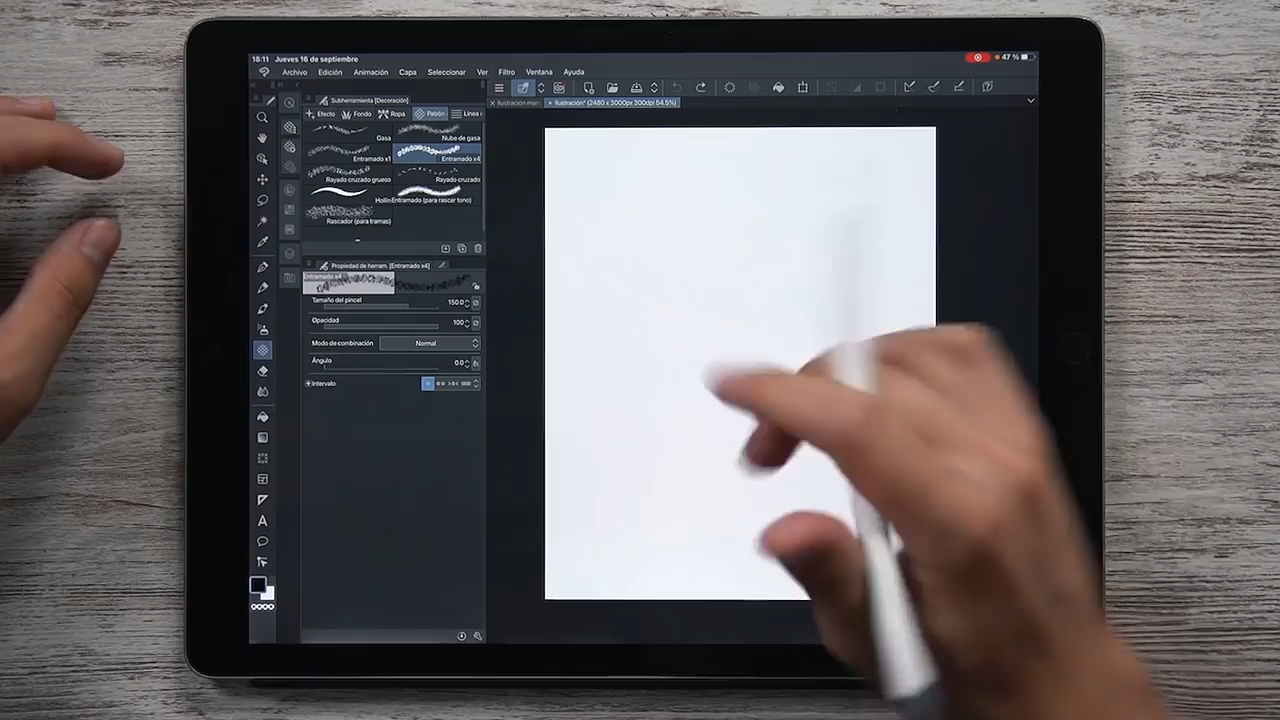 18:11 Jueves 16 de septiembre
47 %
Archivo Edición Animación Capa Seleccionar Ver Filtro Ventana Ayuda
Subherramienta [Decoración]
Ilustración* (2480 x 3000px 300dpi 54.5%)
Efecto Fondo Ropa Patrón Línea
Gasa Nube de gasa
Entramado x1 Entramado x4
Rayado cruzado grueso Rayado cruzado
Hollín Entramado (para rascar tono)
Rascador (para tramas)
Propiedad de herram. [Entramado x4]
Entramado x4
Tamaño del pincel 150.0
Opacidad 100
Modo de combinación Normal
Ángulo 0.0
Intervalo
A